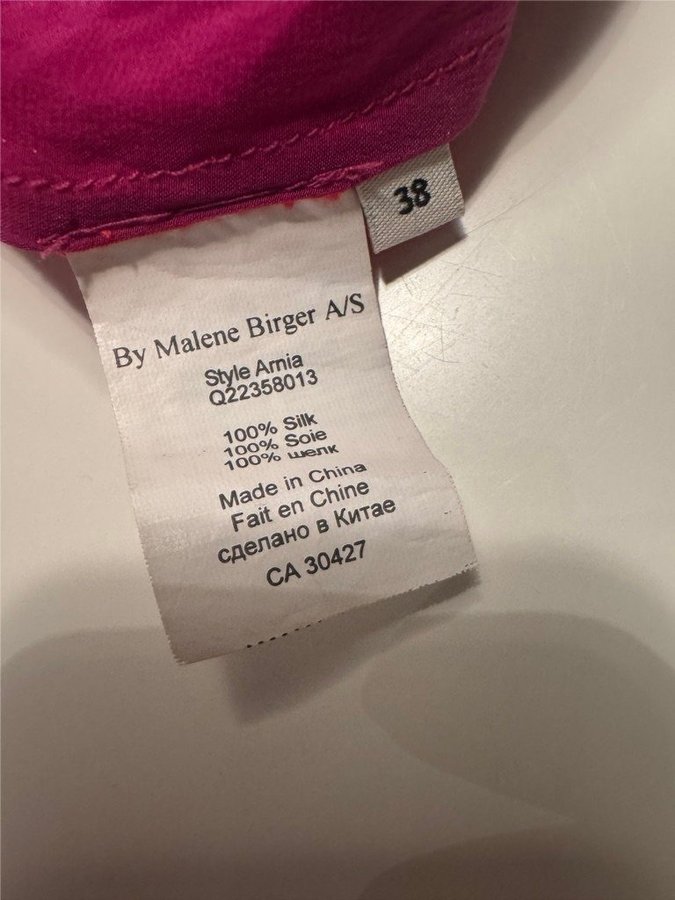 38
By Malene Birger A/S
Style Arnia
Q22358013
100% Silk
100% Soie
100% шелк
Made in China
Fait en Chine
сделано в Китае
CA 30427